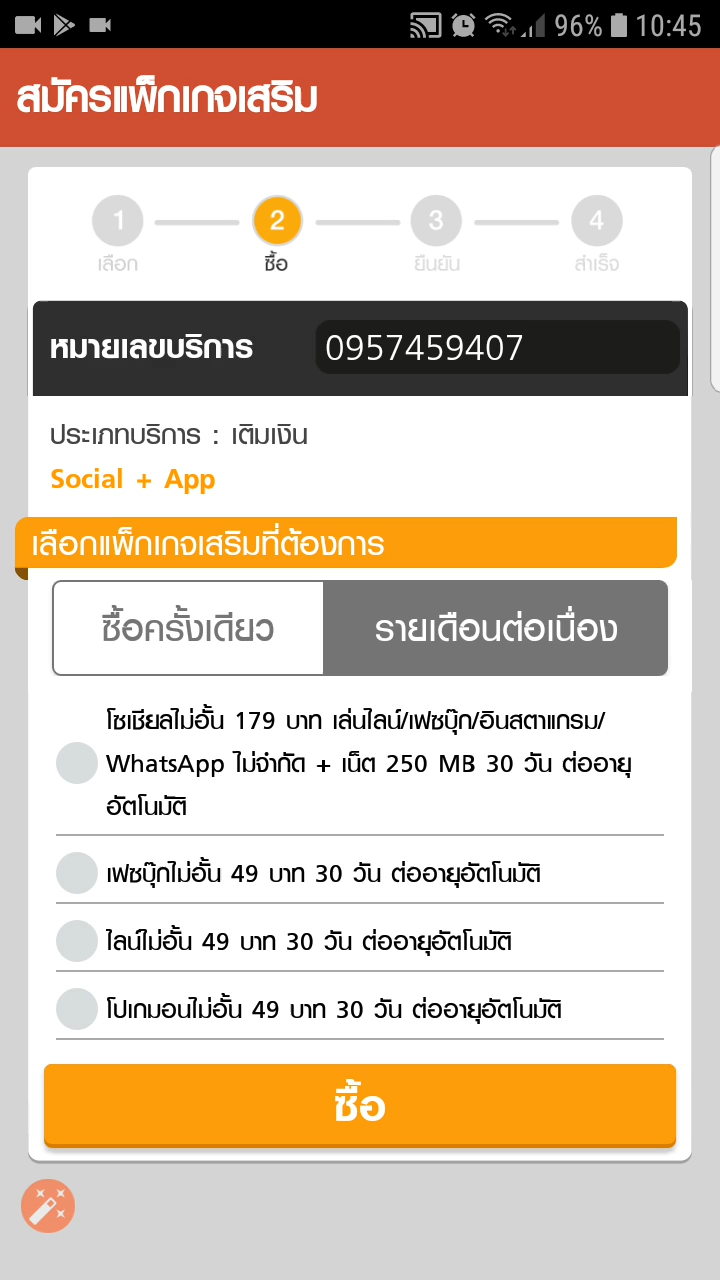 96% 10:45
สมัครแพ็กเกจเสริม
1 2 3 4
เลือก ซื้อ ยืนยัน สำเร็จ
หมายเลขบริการ 0957459407
ประเภทบริการ : เติมเงิน
Social + App
เลือกแพ็กเกจเสริมที่ต้องการ
ซื้อครั้งเดียว รายเดือนต่อเนื่อง
โซเชียลไม่อั้น 179 บาท เล่นไลน์/เฟซบุ๊ก/อินสตาแกรม/
WhatsApp ไม่จำกัด + เน็ต 250 MB 30 วัน ต่ออายุ
อัตโนมัติ
เฟซบุ๊กไม่อั้น 49 บาท 30 วัน ต่ออายุอัตโนมัติ
ไลน์ไม่อั้น 49 บาท 30 วัน ต่ออายุอัตโนมัติ
โปเกมอนไม่อั้น 49 บาท 30 วัน ต่ออายุอัตโนมัติ
ซื้อ